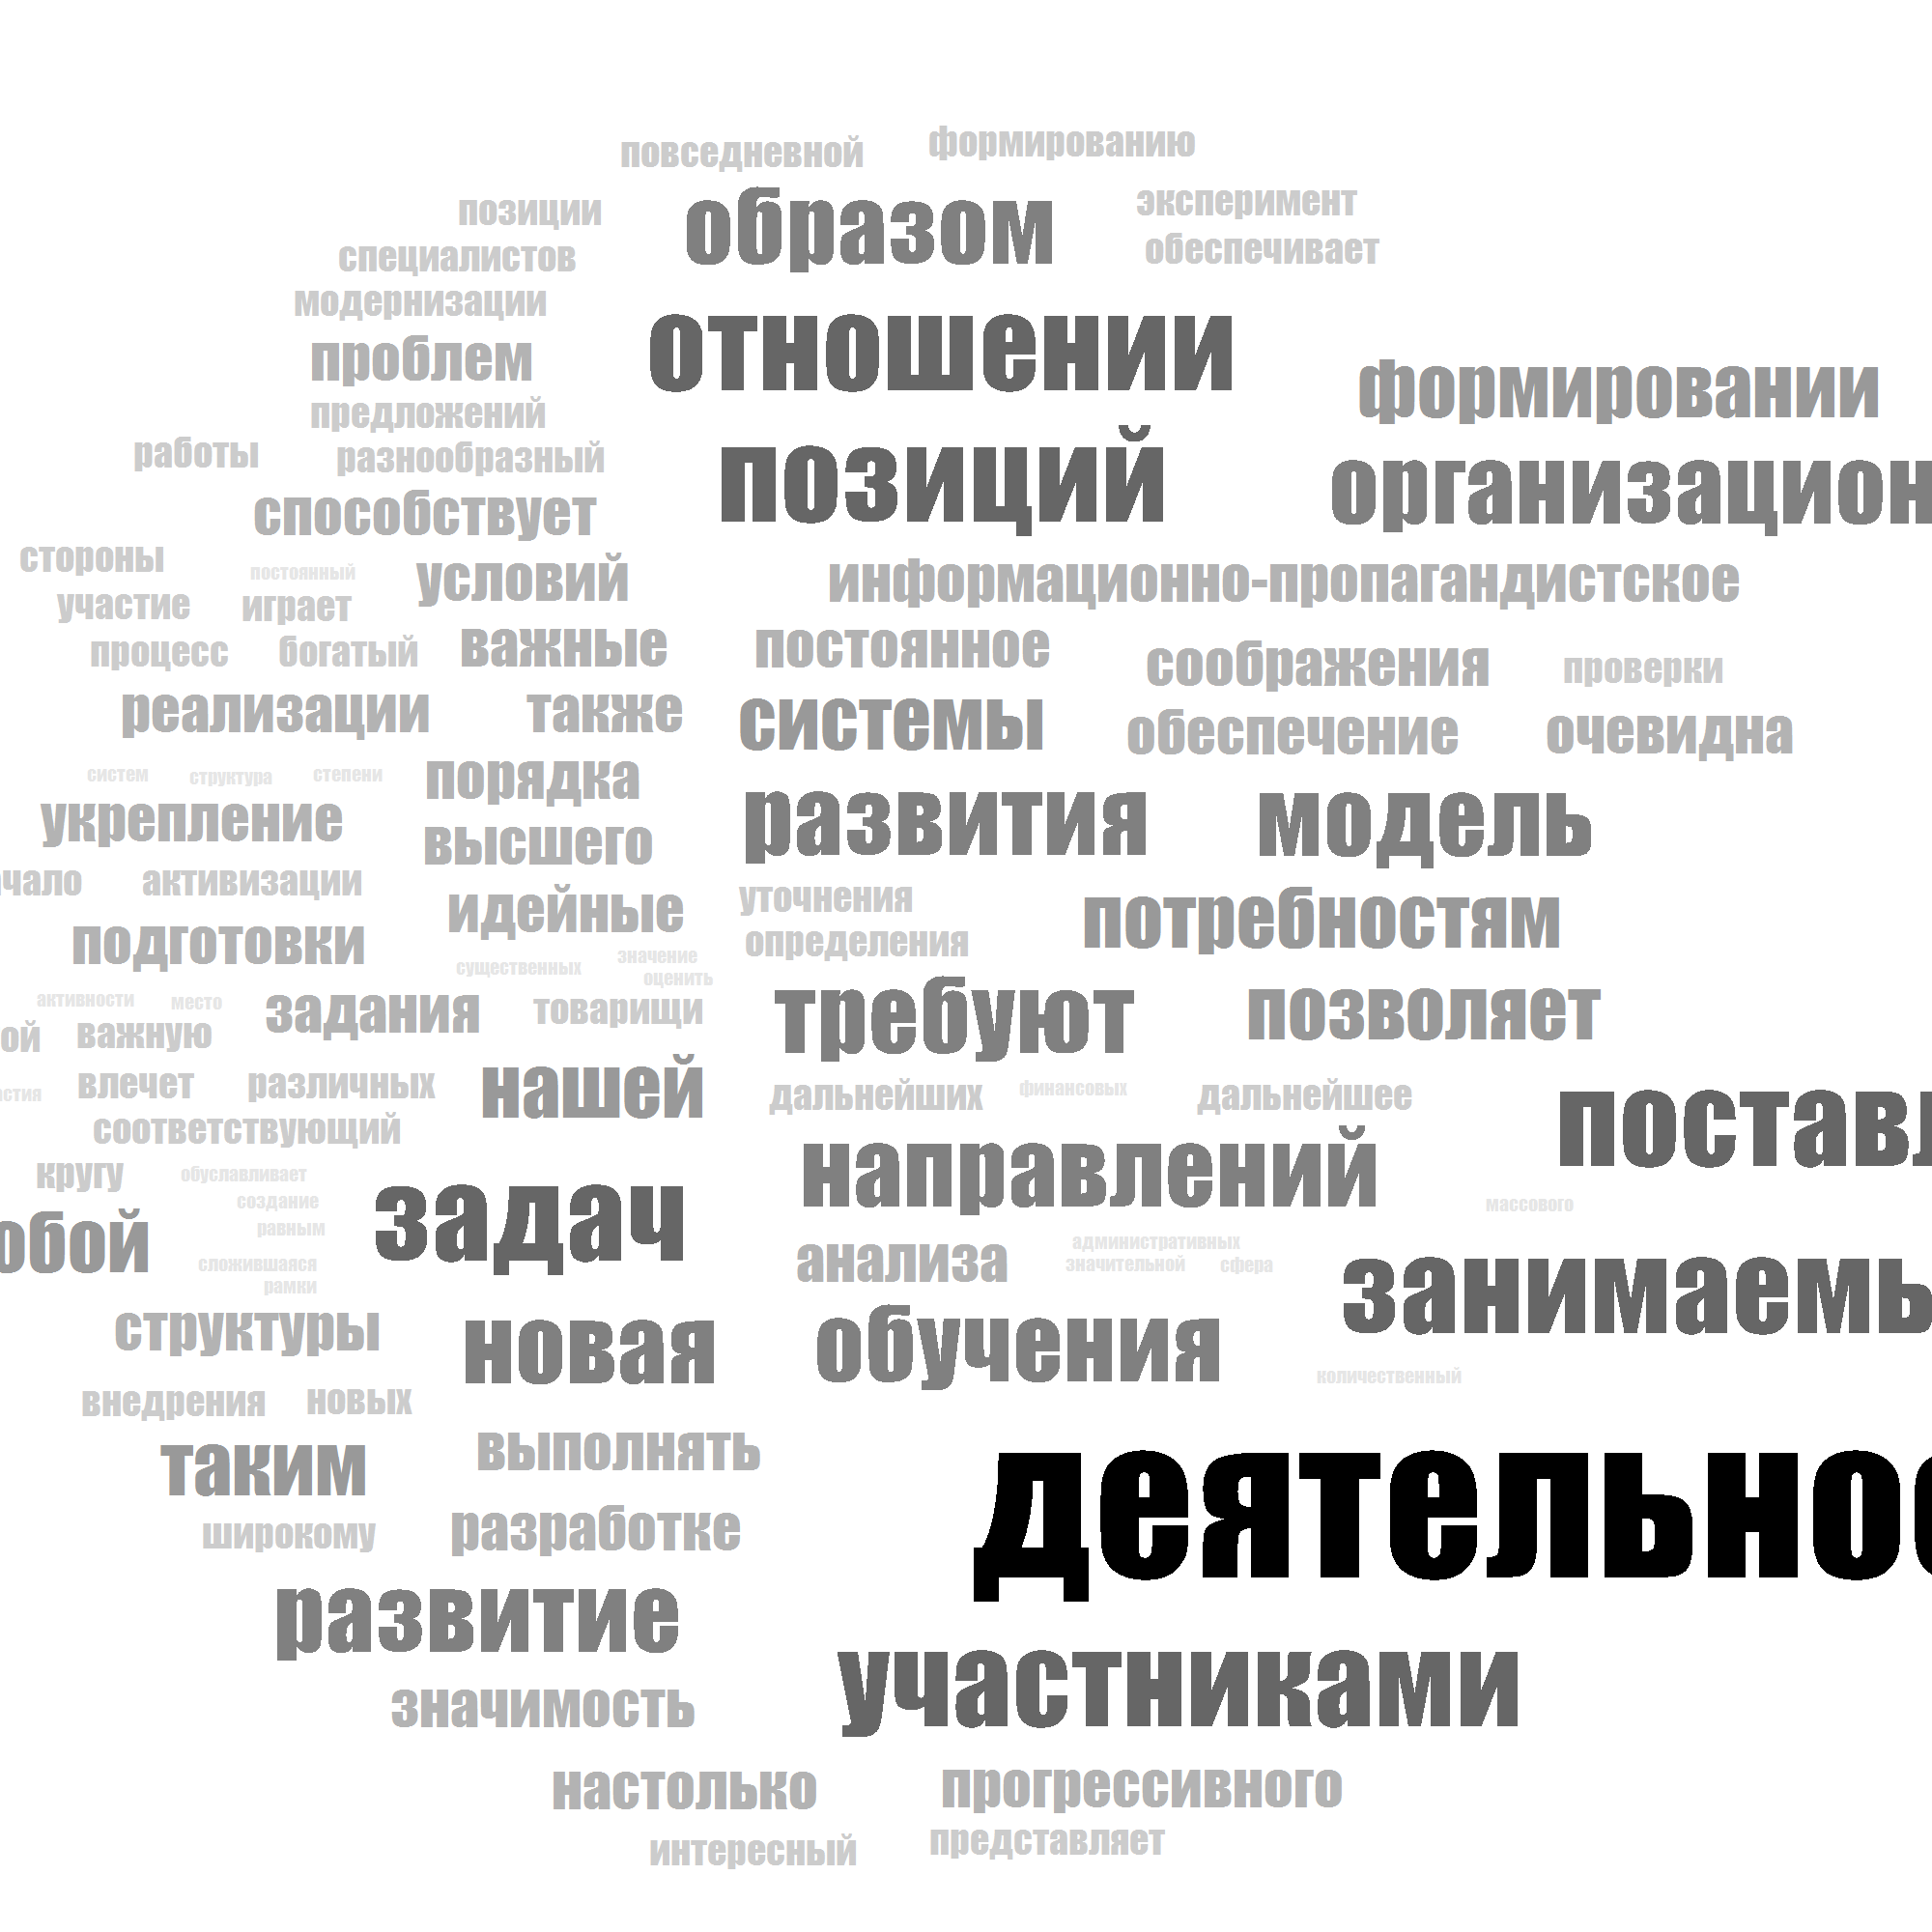 повседневной формированию
позиции образом эксперимент
специалистов обеспечивает
модернизации
проблем отношении формировании
предложений
работы разнообразный позиций организацион
способствует
стороны постоянный условий информационно-пропагандистское
участие играет
процесс богатый важные постоянное соображения проверки
реализации также системы обеспечение очевидна
систем структура степени порядка
укрепление высшего развития модель
чало активизации идейные уточнения потребностям
подготовки определения
существенных значение
оценить
активности место задания товарищи требуют позволяет
ой важную
астия влечет различных нашей дальнейших финансовых дальнейшее
соответствующий поставл
кругу обуславливает направлений
создание массового
равным
обой задач
сложившаяся анализа административных
рамки значительной сфера занимаемы
структуры новая обучения
внедрения новых количественный
таким выполнять
широкому разработке деятельнос
развитие участниками
значимость
настолько прогрессивного
интересный представляет